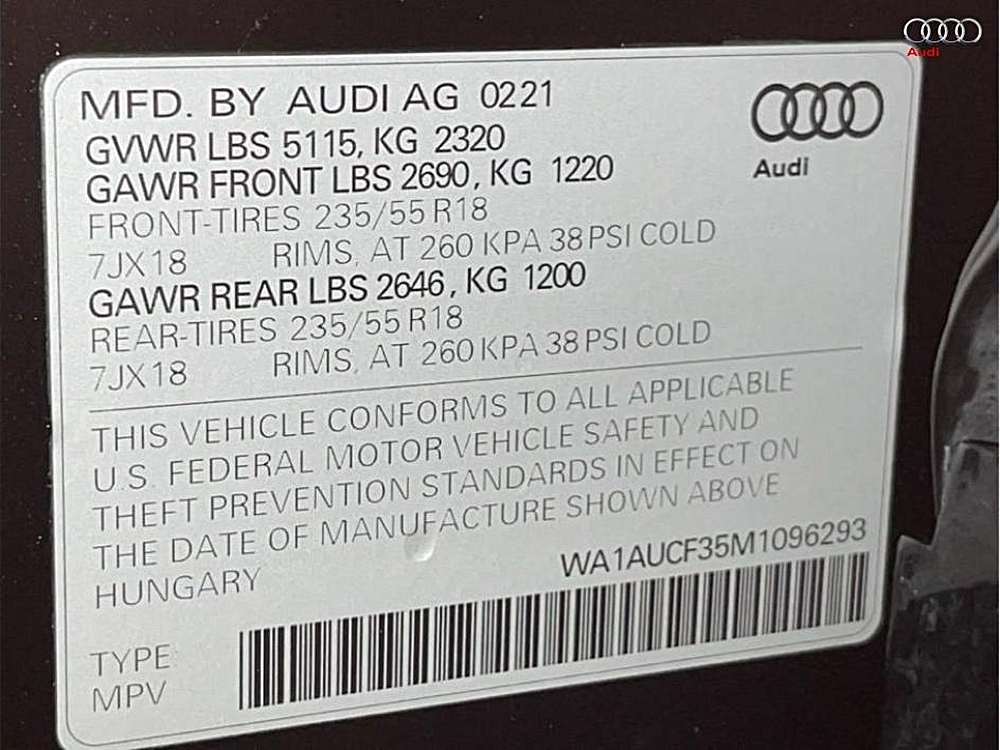 Audi
MFD. BY AUDI AG 0221
Audi
GVWR LBS 5115, KG 2320
GAWR FRONT LBS 2690, KG 1220
FRONT-TIRES 235/55 R18
7JX18 RIMS, AT 260 KPA 38 PSI COLD
GAWR REAR LBS 2646, KG 1200
REAR-TIRES 235/55 R18
7JX18 RIMS, AT 260 KPA 38 PSI COLD
THIS VEHICLE CONFORMS TO ALL APPLICABLE
U.S. FEDERAL MOTOR VEHICLE SAFETY AND
THEFT PREVENTION STANDARDS IN EFFECT ON
THE DATE OF MANUFACTURE SHOWN ABOVE
HUNGARY WA1AUCF35M1096293
TYPE
MPV